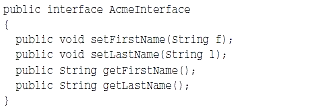 public interface AcmeInterface
{
  public void setFirstName(String f);
  public void setLastName(String l);
  public String getFirstName();
  public String getLastName();
}